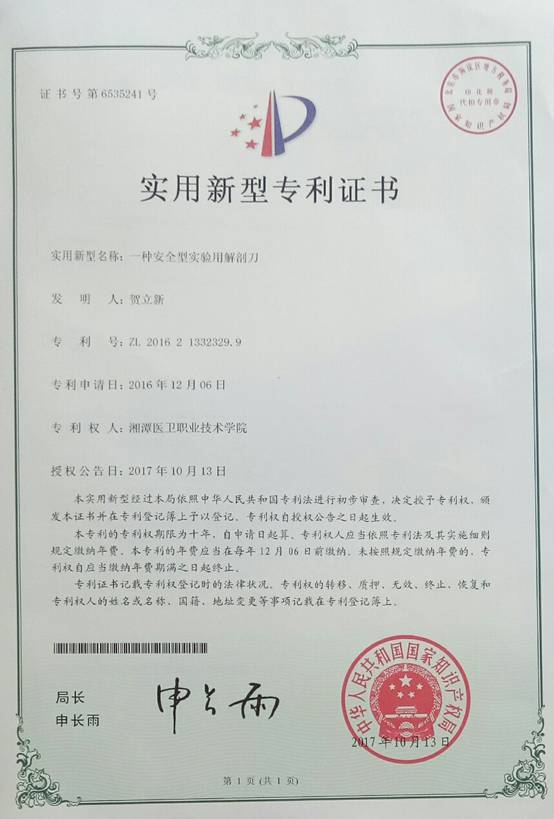 证书号第6535241号
印花税
代扣专用章
实用新型专利证书
实用新型名称：一种安全型实验用解剖刀
发明人：贺立新
专利号：ZL 2016 2 1332329.9
专利申请日：2016年12月06日
专利权人：湘潭医卫职业技术学院
授权公告日：2017年10月13日
本实用新型经过本局依照中华人民共和国专利法进行初步审查，决定授予专利权，颁
发本证书并在专利登记簿上予以登记。专利权自授权公告之日起生效。
本专利的专利权期限为十年，自申请日起算。专利权人应当依照专利法及其实施细则
规定缴纳年费。本专利的年费应当在每年12月06日前缴纳。未按照规定缴纳年费的，专
利权自应当缴纳年费期满之日起终止。
专利证书记载专利权登记时的法律状况。专利权的转移、质押、无效、终止、恢复和
专利权人的姓名或名称、国籍、地址变更等事项记载在专利登记簿上。
局长
申长雨
申长雨
中华人民共和国国家知识产权局
2017年10月13日
第1页（共1页）